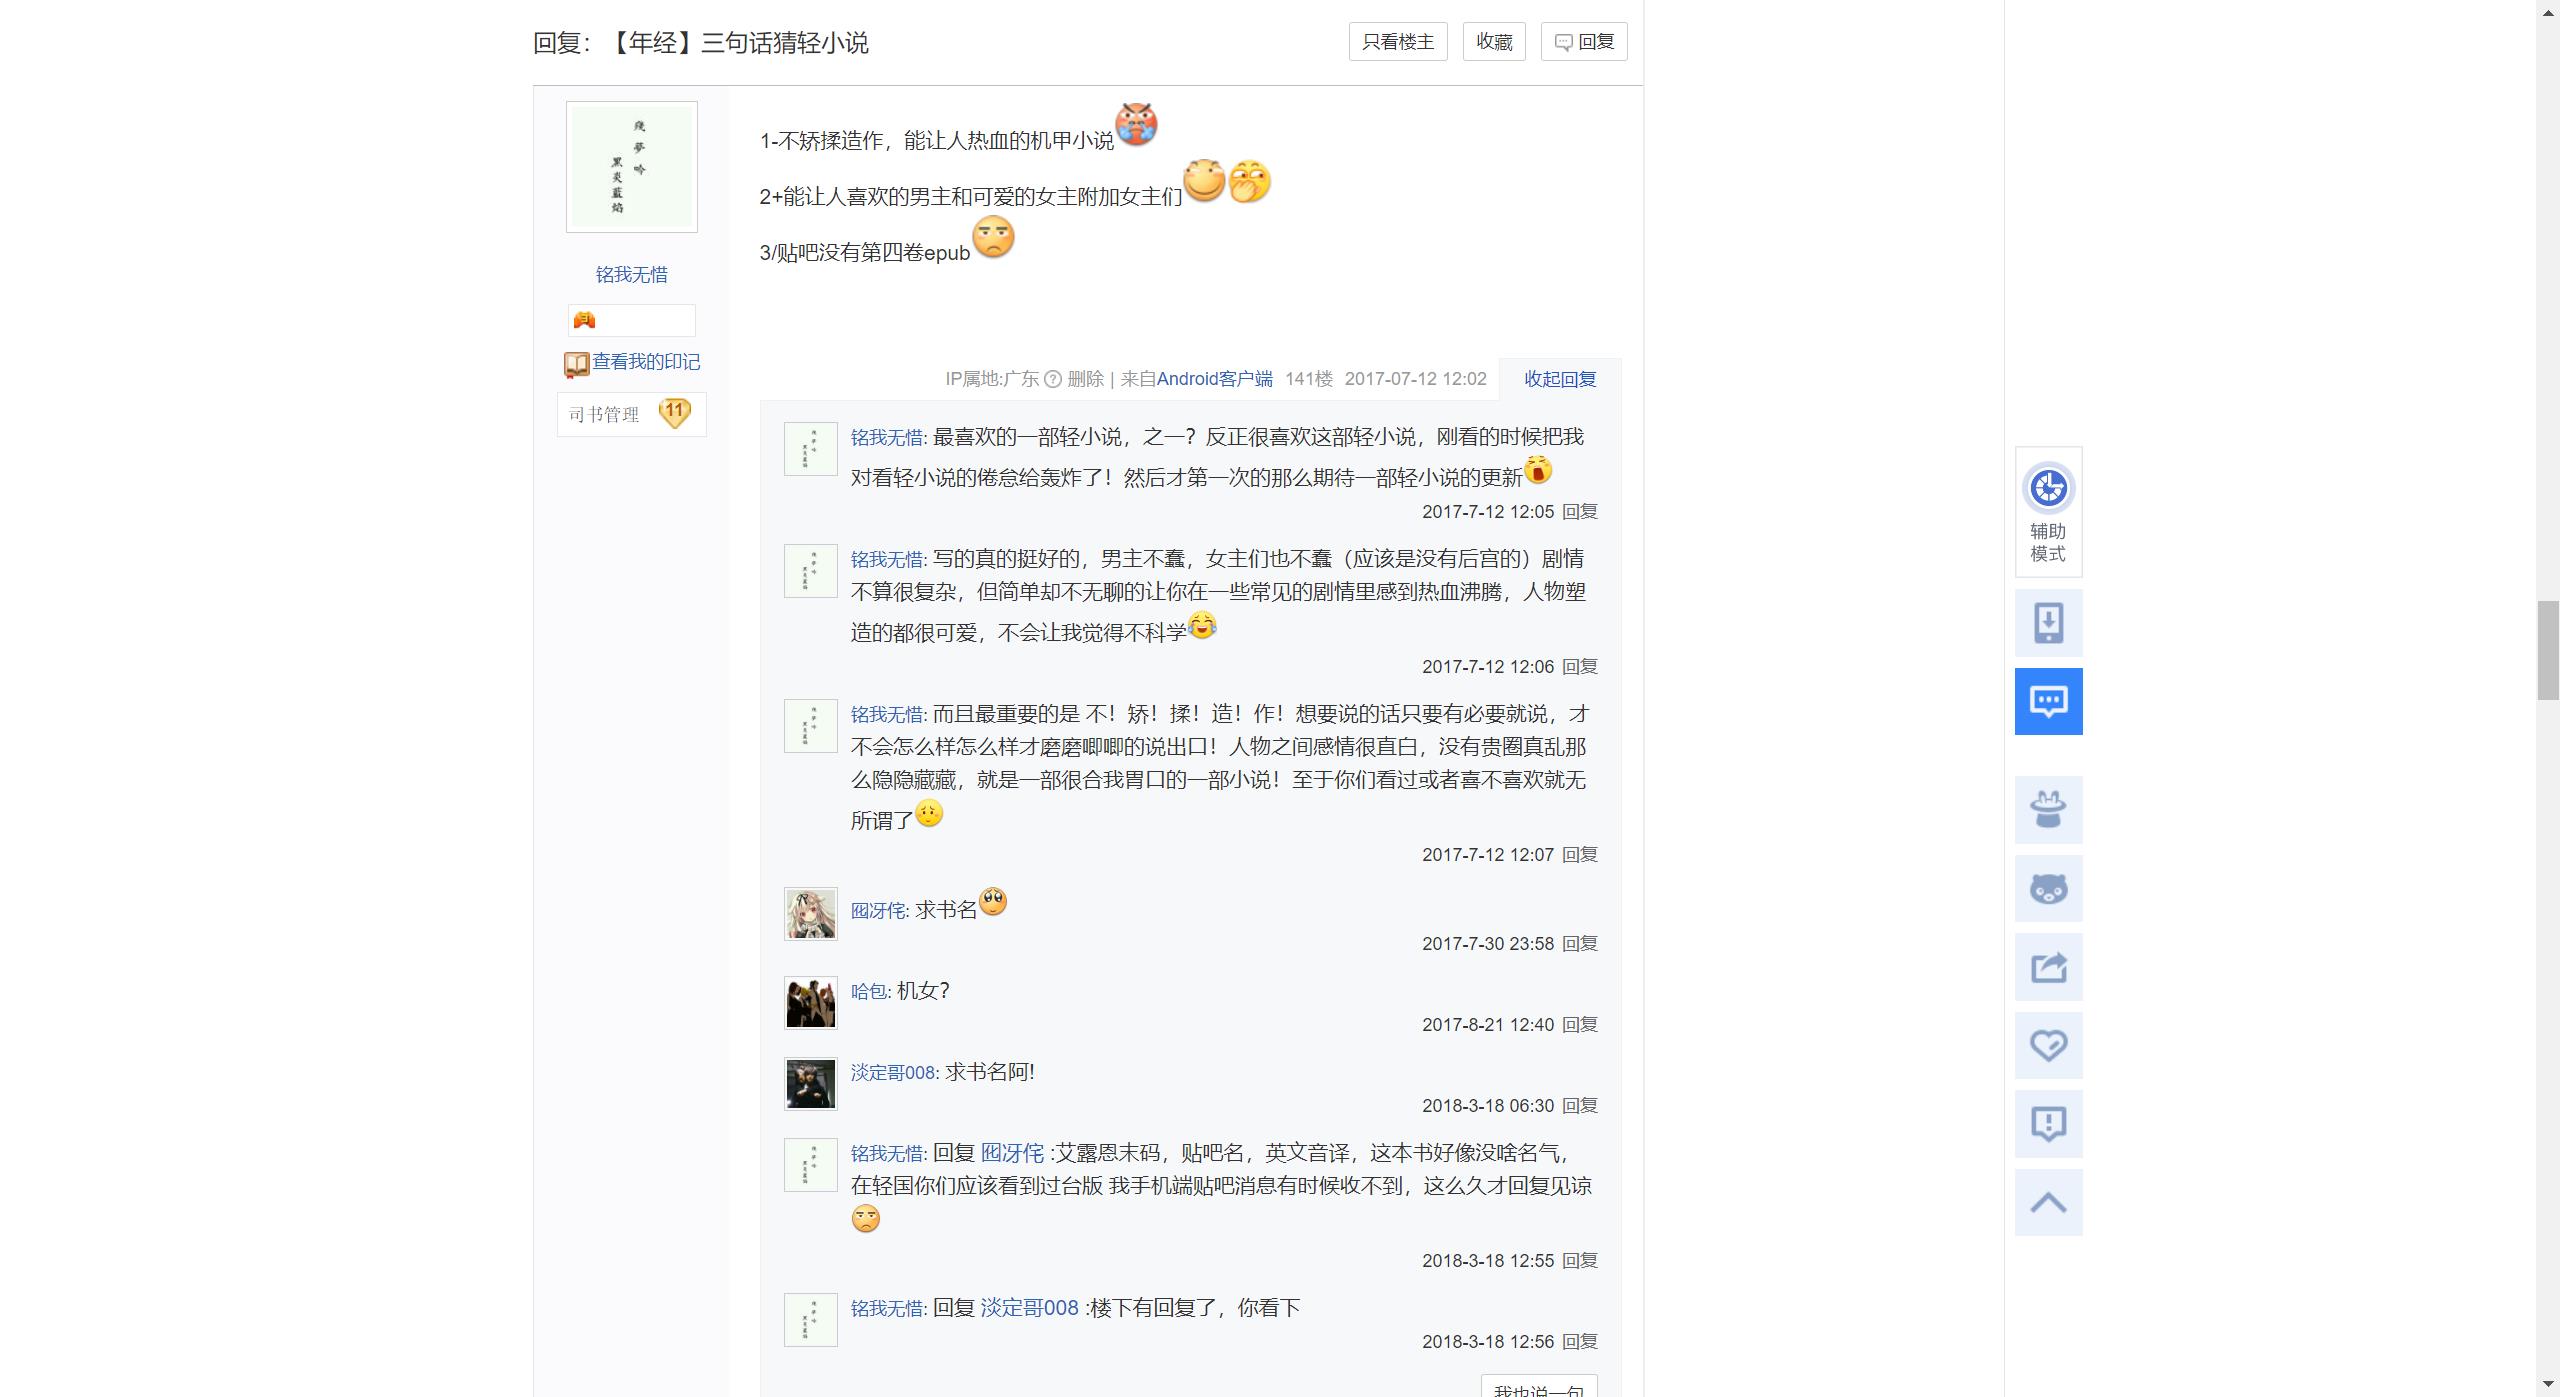 回复：【年经】三句话猜轻小说
只看楼主
收藏
回复
殘夢吟
黑炎藍焰
铭我无惜
3
查看我的印记
司书管理 11
1-不矫揉造作，能让人热血的机甲小说
2+能让人喜欢的男主和可爱的女主附加女主们
3/贴吧没有第四卷epub
IP属地:广东 ? 删除 | 来自Android客户端 141楼 2017-07-12 12:02 收起回复
铭我无惜: 最喜欢的一部轻小说，之一？反正很喜欢这部轻小说，刚看的时候把我
对看轻小说的倦怠给轰炸了！然后才第一次的那么期待一部轻小说的更新
2017-7-12 12:05 回复
铭我无惜: 写的真的挺好的，男主不蠢，女主们也不蠢（应该是没有后宫的）剧情
不算很复杂，但简单却不无聊的让你在一些常见的剧情里感到热血沸腾，人物塑
造的都很可爱，不会让我觉得不科学
2017-7-12 12:06 回复
铭我无惜: 而且最重要的是 不！矫！揉！造！作！想要说的话只要有必要就说，才
不会怎么样怎么样才磨磨唧唧的说出口！人物之间感情很直白，没有贵圈真乱那
么隐隐藏藏，就是一部很合我胃口的一部小说！至于你们看过或者喜不喜欢就无
所谓了
2017-7-12 12:07 回复
囮冴侘: 求书名
2017-7-30 23:58 回复
哈包: 机女？
2017-8-21 12:40 回复
淡定哥008: 求书名阿!
2018-3-18 06:30 回复
铭我无惜: 回复 囮冴侘 :艾露恩末码，贴吧名，英文音译，这本书好像没啥名气，
在轻国你们应该看到过台版 我手机端贴吧消息有时候收不到，这么久才回复见谅
2018-3-18 12:55 回复
铭我无惜: 回复 淡定哥008 :楼下有回复了，你看下
2018-3-18 12:56 回复
我也说一句
辅助
模式